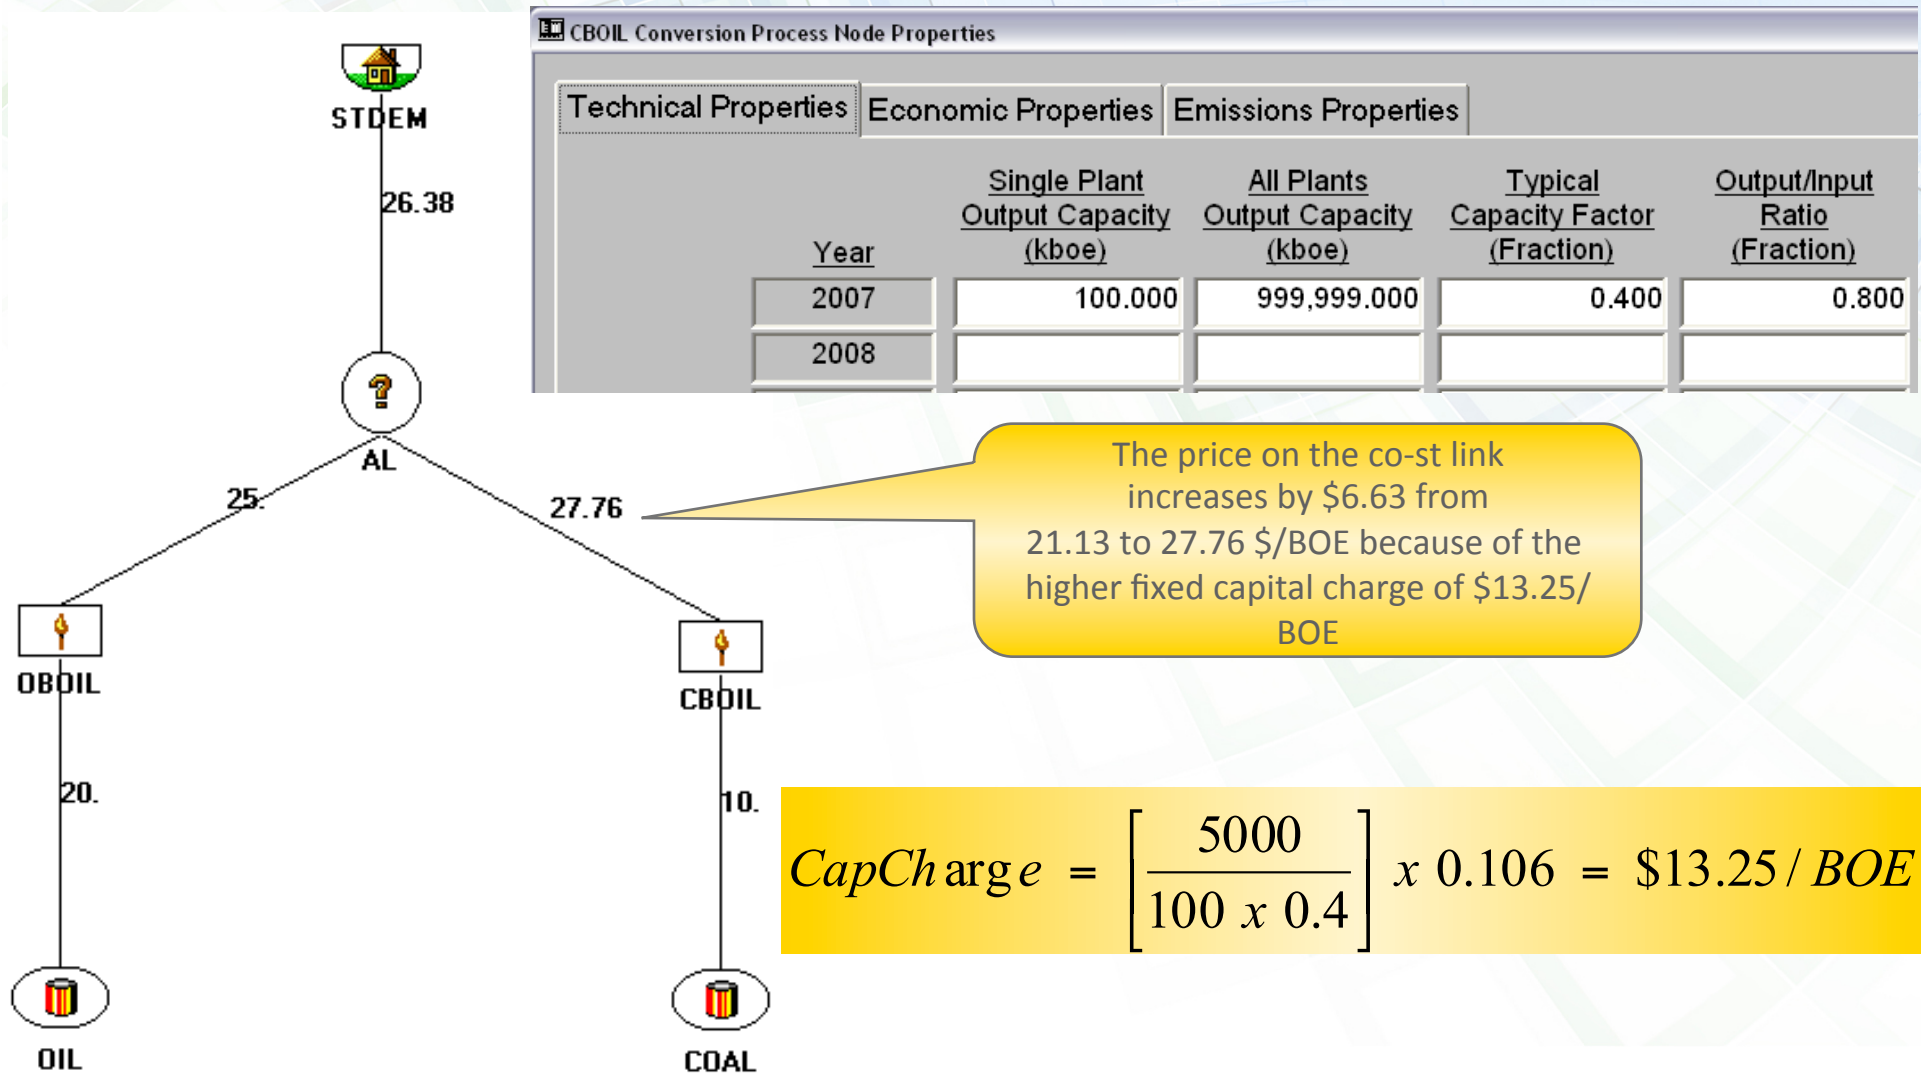 CBOIL Conversion Process Node Properties
Technical Properties Economic Properties Emissions Properties
Year
Single Plant
Output Capacity
(kboe)
All Plants
Output Capacity
(kboe)
Typical
Capacity Factor
(Fraction)
Output/Input
Ratio
(Fraction)
2007 100.000 999,999.000 0.400 0.800
2008
STDEM
26.38
AL
25.
27.76
OBOIL
CBOIL
20.
10.
OIL
COAL
The price on the co-st link
increases by $6.63 from
21.13 to 27.76 $/BOE because of the
higher fixed capital charge of $13.25/
BOE
CapCharge = [5000 / 100 x 0.4] x 0.106 = $13.25 / BOE